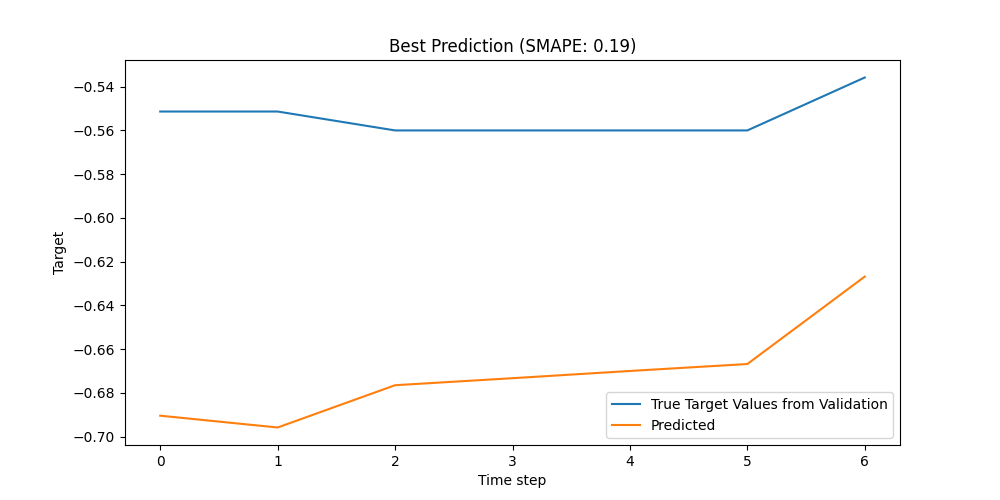 Best Prediction (SMAPE: 0.19)
−0.54
−0.56
−0.58
−0.60
−0.62
−0.64
−0.66
−0.68
−0.70
Target
True Target Values from Validation
Predicted
0 1 2 3 4 5 6
Time step